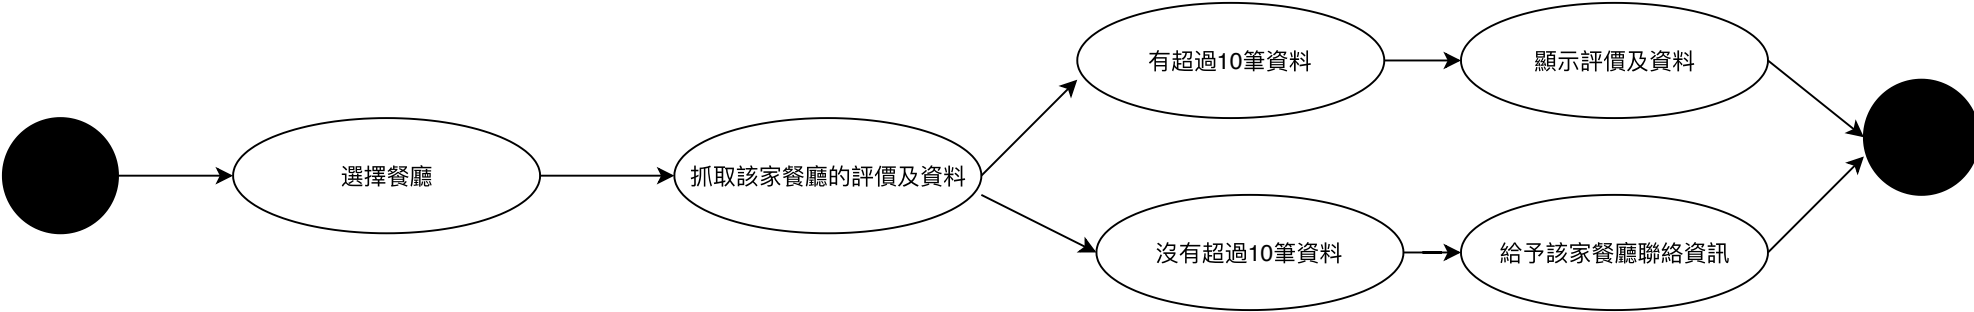 選擇餐廳
抓取該家餐廳的評價及資料
有超過10筆資料
顯示評價及資料
沒有超過10筆資料
給予該家餐廳聯絡資訊